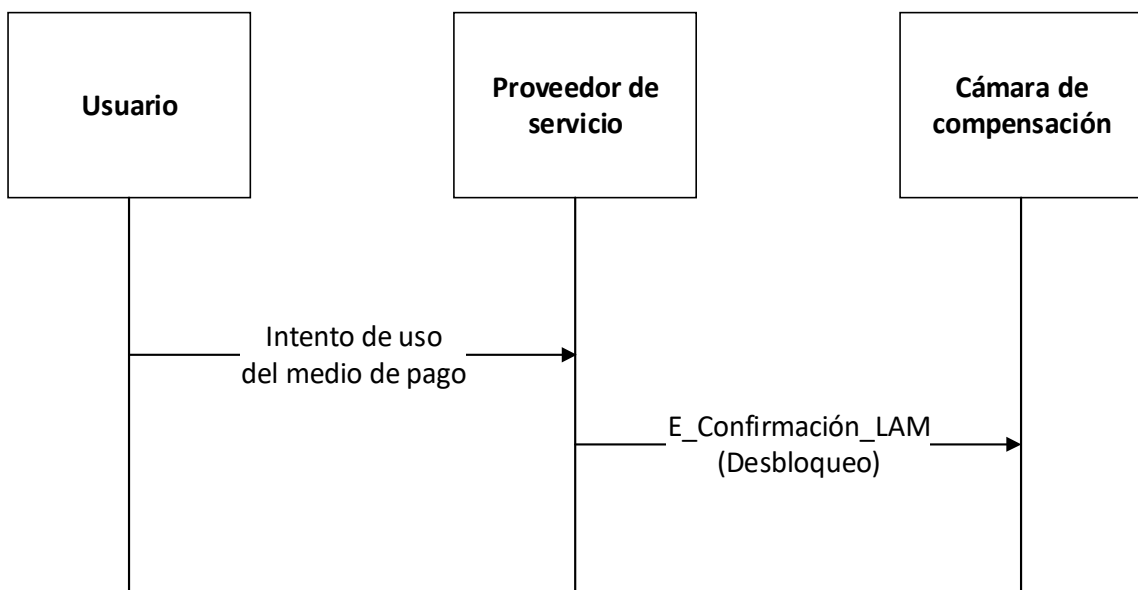 Usuario
Proveedor de
servicio
Cámara de
compensación
Intento de uso
del medio de pago
E_Confirmación_LAM
(Desbloqueo)